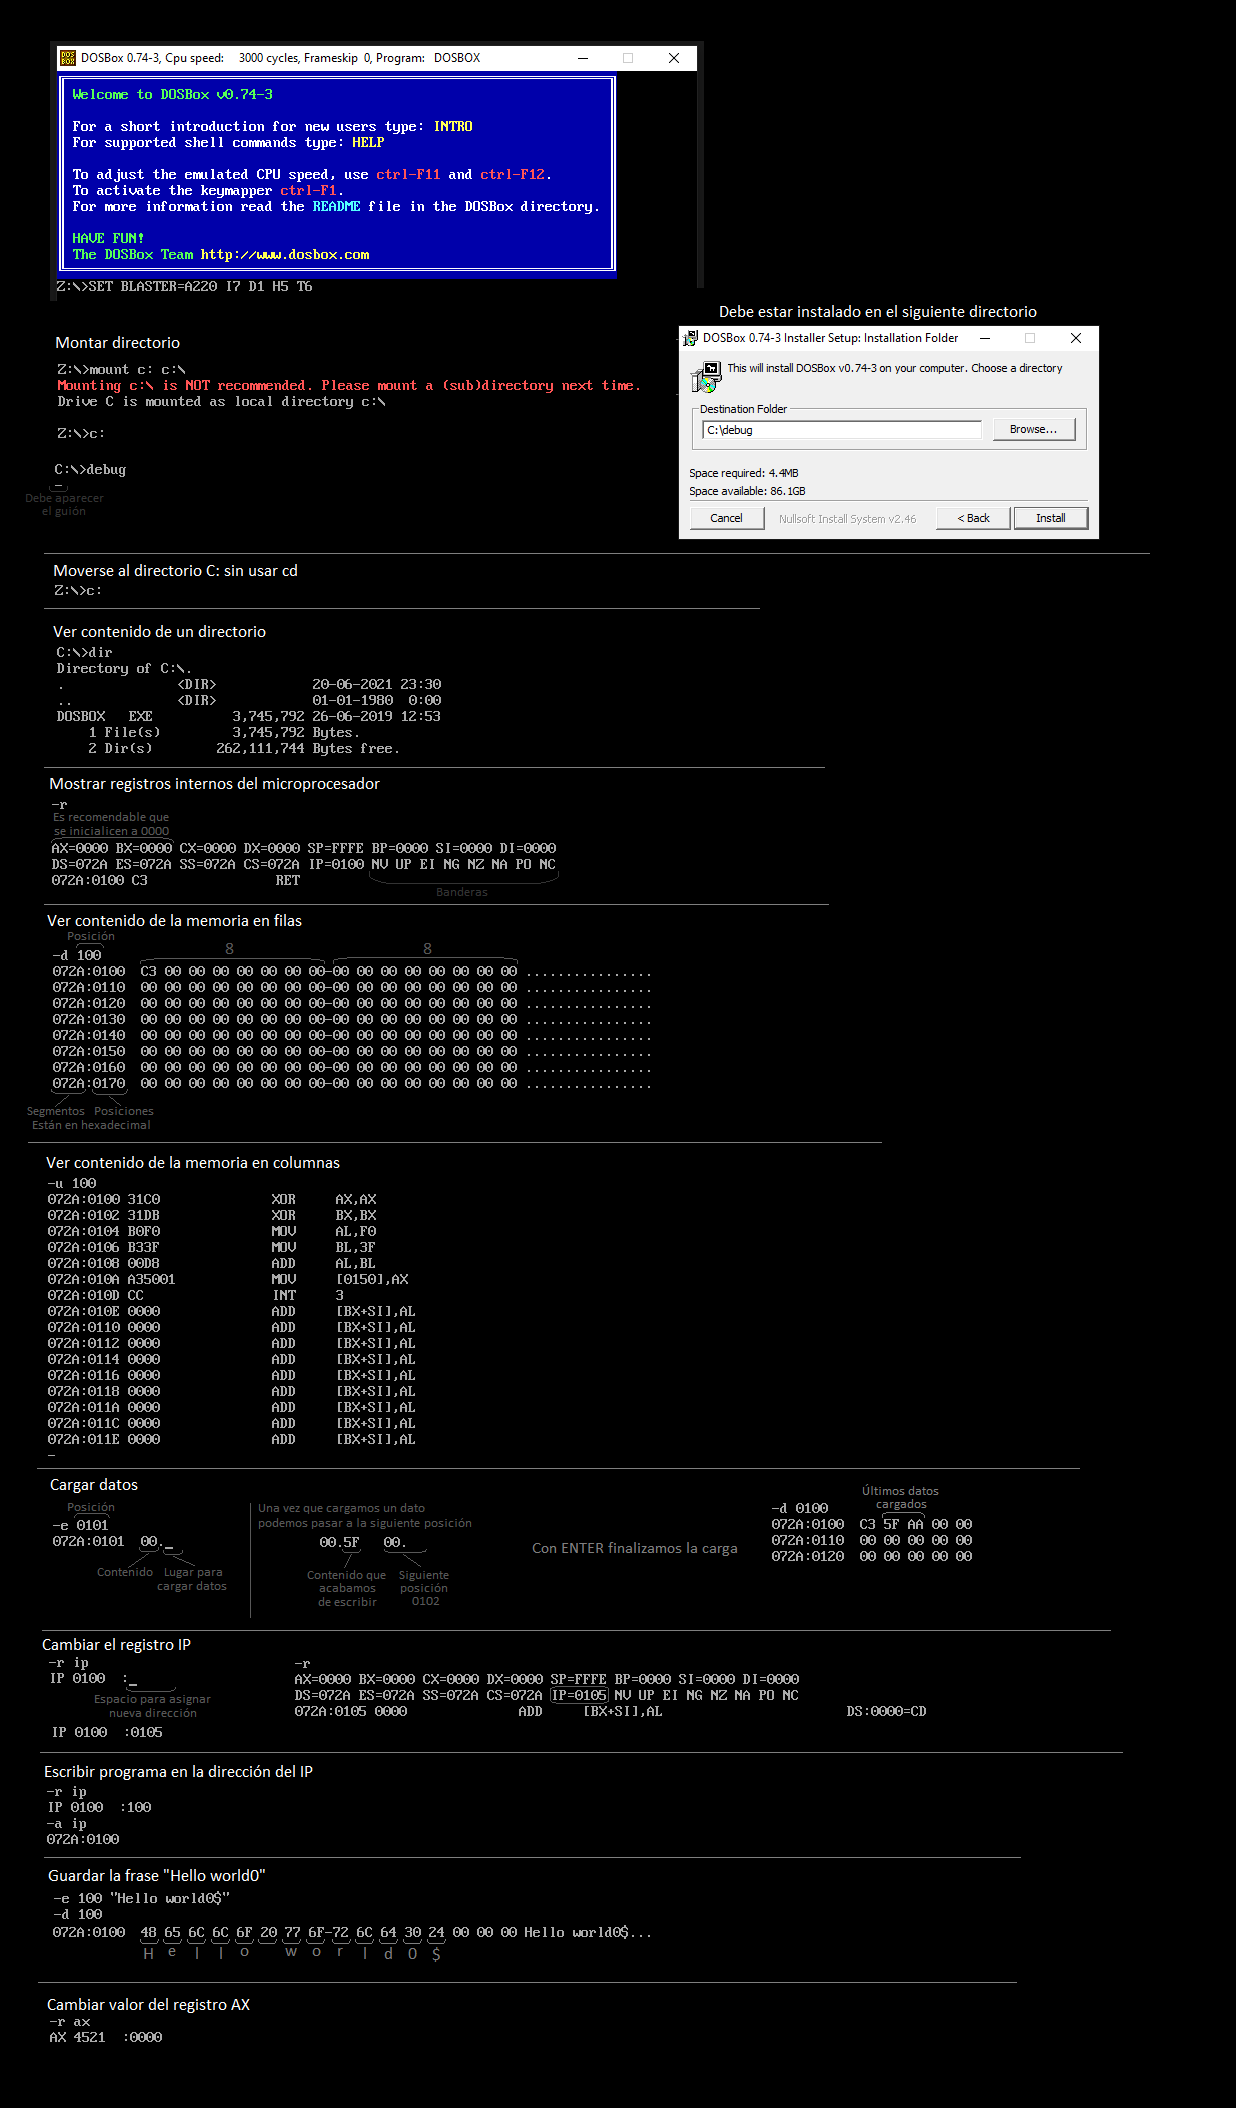 DOSBox 0.74-3, Cpu speed: 3000 cycles, Frameskip 0, Program: DOSBOX
Welcome to DOSBox v0.74-3
For a short introduction for new users type: INTRO
For supported shell commands type: HELP
To adjust the emulated CPU speed, use ctrl-F11 and ctrl-F12.
To activate the keymapper ctrl-F1.
For more information read the README file in the DOSBox directory.
HAVE FUN!
The DOSBox Team http://www.dosbox.com
Z:\>SET BLASTER=A220 I7 D1 H5 T6
Debe estar instalado en el siguiente directorio
DOSBox 0.74-3 Installer Setup: Installation Folder
This will install DOSBox v0.74-3 on your computer. Choose a directory
Destination Folder
C:\debug
Browse...
Space required: 4.4MB
Space available: 86.1GB
Cancel
Nullsoft Install System v2.46
< Back
Install
Montar directorio
Z:\>mount c: c:\
Mounting c:\ is NOT recommended. Please mount a (sub)directory next time.
Drive C is mounted as local directory c:\
Z:\>c:
C:\>debug
-
Debe aparecer
el guión
Moverse al directorio C: sin usar cd
Z:\>c:
Ver contenido de un directorio
C:\>dir
Directory of C:\.
. <DIR> 20-06-2021 23:30
.. <DIR> 01-01-1980 0:00
DOSBOX EXE 3,745,792 26-06-2019 12:53
1 File(s) 3,745,792 Bytes.
2 Dir(s) 262,111,744 Bytes free.
Mostrar registros internos del microprocesador
-r
Es recomendable que
se inicialicen a 0000
AX=0000 BX=0000 CX=0000 DX=0000 SP=FFFE BP=0000 SI=0000 DI=0000
DS=072A ES=072A SS=072A CS=072A IP=0100 NV UP EI NG NZ NA PO NC
072A:0100 C3 RET
Banderas
Ver contenido de la memoria en filas
Posición
-d 100
8 8
072A:0100 C3 00 00 00 00 00 00 00-00 00 00 00 00 00 00 00 ................
072A:0110 00 00 00 00 00 00 00 00-00 00 00 00 00 00 00 00 ................
072A:0120 00 00 00 00 00 00 00 00-00 00 00 00 00 00 00 00 ................
072A:0130 00 00 00 00 00 00 00 00-00 00 00 00 00 00 00 00 ................
072A:0140 00 00 00 00 00 00 00 00-00 00 00 00 00 00 00 00 ................
072A:0150 00 00 00 00 00 00 00 00-00 00 00 00 00 00 00 00 ................
072A:0160 00 00 00 00 00 00 00 00-00 00 00 00 00 00 00 00 ................
072A:0170 00 00 00 00 00 00 00 00-00 00 00 00 00 00 00 00 ................
Segmentos Posiciones
Están en hexadecimal
Ver contenido de la memoria en columnas
-u 100
072A:0100 31C0 XOR AX,AX
072A:0102 31DB XOR BX,BX
072A:0104 B0F0 MOV AL,F0
072A:0106 B33F MOV BL,3F
072A:0108 00D8 ADD AL,BL
072A:010A A35001 MOV [0150],AX
072A:010D CC INT 3
072A:010E 0000 ADD [BX+SI],AL
072A:0110 0000 ADD [BX+SI],AL
072A:0112 0000 ADD [BX+SI],AL
072A:0114 0000 ADD [BX+SI],AL
072A:0116 0000 ADD [BX+SI],AL
072A:0118 0000 ADD [BX+SI],AL
072A:011A 0000 ADD [BX+SI],AL
072A:011C 0000 ADD [BX+SI],AL
072A:011E 0000 ADD [BX+SI],AL
-
Cargar datos
Posición
-e 0101
072A:0101 00._
Contenido Lugar para
cargar datos
Una vez que cargamos un dato
podemos pasar a la siguiente posición
00.5F 00.
Contenido que
acabamos
de escribir
Siguiente
posición
0102
Con ENTER finalizamos la carga
Últimos datos
cargados
-d 0100
072A:0100 C3 5F AA 00 00
072A:0110 00 00 00 00 00
072A:0120 00 00 00 00 00
Cambiar el registro IP
-r ip
IP 0100 :_
Espacio para asignar
nueva dirección
IP 0100 :0105
-r
AX=0000 BX=0000 CX=0000 DX=0000 SP=FFFE BP=0000 SI=0000 DI=0000
DS=072A ES=072A SS=072A CS=072A IP=0105 NV UP EI NG NZ NA PO NC
072A:0105 0000 ADD [BX+SI],AL DS:0000=CD
Escribir programa en la dirección del IP
-r ip
IP 0100 :100
-a ip
072A:0100
Guardar la frase "Hello world0"
-e 100 "Hello world0$"
-d 100
072A:0100 48 65 6C 6C 6F 20 77 6F-72 6C 64 30 24 00 00 00 Hello world0$...
H e l l o w o r l d 0 $
Cambiar valor del registro AX
-r ax
AX 4521 :0000